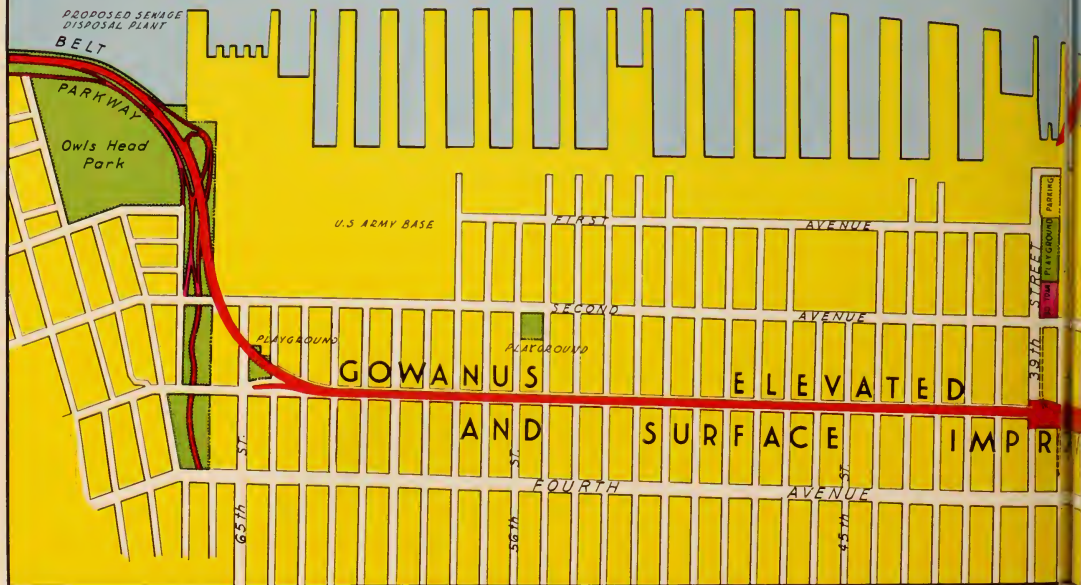 PROPOSED SEWAGE
DISPOSAL PLANT
BELT
PARKWAY
Owls Head
Park
U.S ARMY BASE
FIRST AVENUE
PARKING
PLAYGROUND
39th STREET
SECOND AVENUE
PLAYGROUND
PLAYGROUND
GOWANUS ELEVATED
AND SURFACE IMPR
65th ST.
56th ST.
45th ST.
FOURTH AVENUE